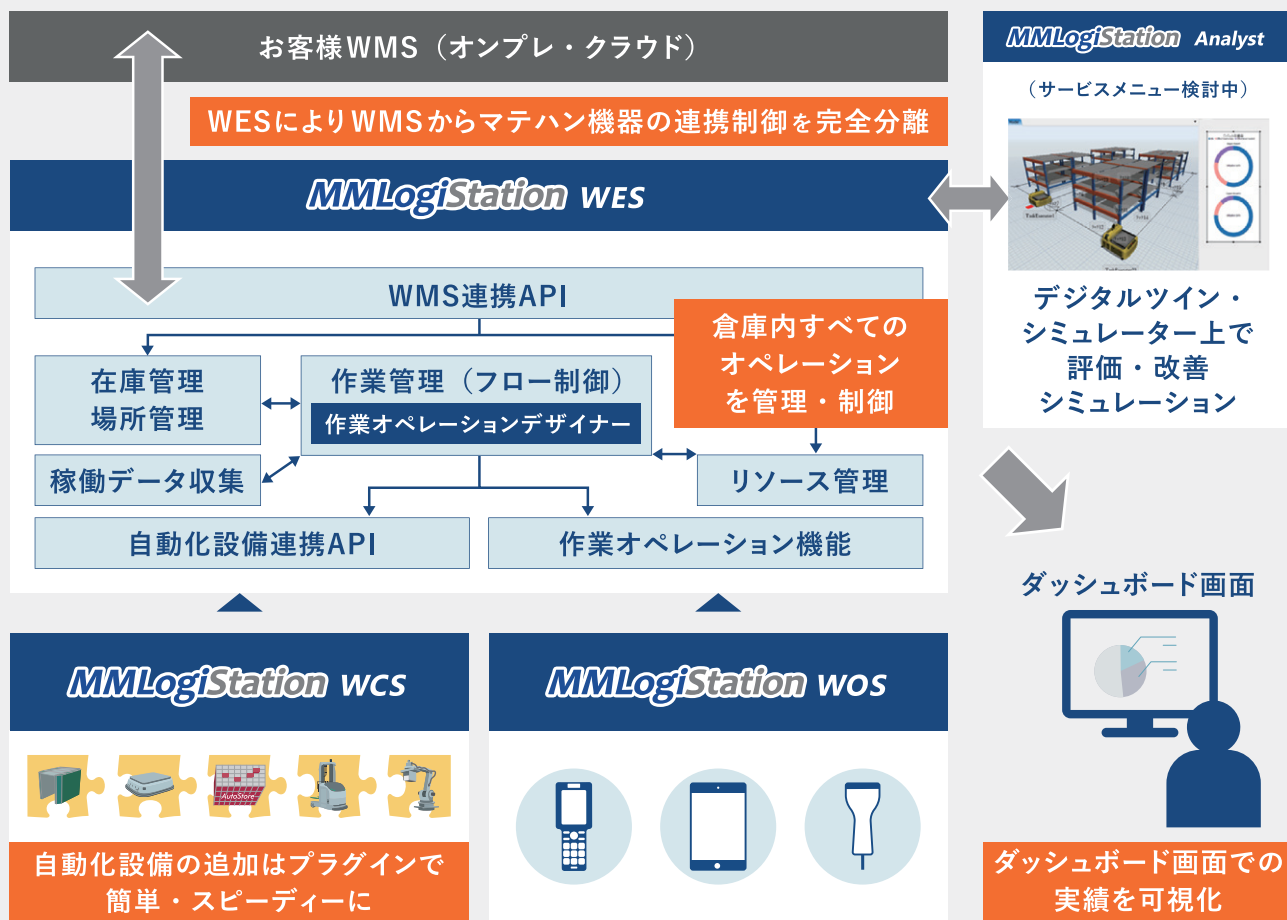 お客様WMS（オンプレ・クラウド）
WESによりWMSからマテハン機器の連携制御を完全分離
MMLogiStation WES
WMS連携API
倉庫内すべての
オペレーション
を管理・制御
在庫管理
場所管理
作業管理（フロー制御）
作業オペレーションデザイナー
稼働データ収集
リソース管理
自動化設備連携API
作業オペレーション機能
MMLogiStation WCS
AutoStore
自動化設備の追加はプラグインで
簡単・スピーディーに
MMLogiStation WOS
MMLogiStation Analyst
（サービスメニュー検討中）
デジタルツイン・
シミュレーター上で
評価・改善
シミュレーション
ダッシュボード画面
ダッシュボード画面での
実績を可視化